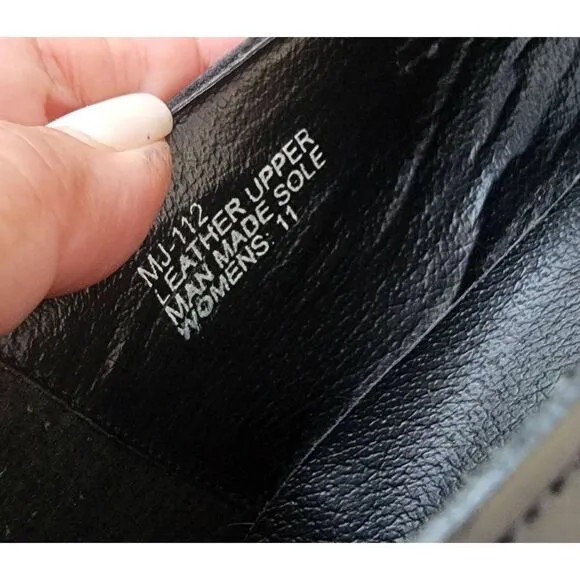 MJ-112
LEATHER UPPER
MAN MADE SOLE
WOMENS: 11